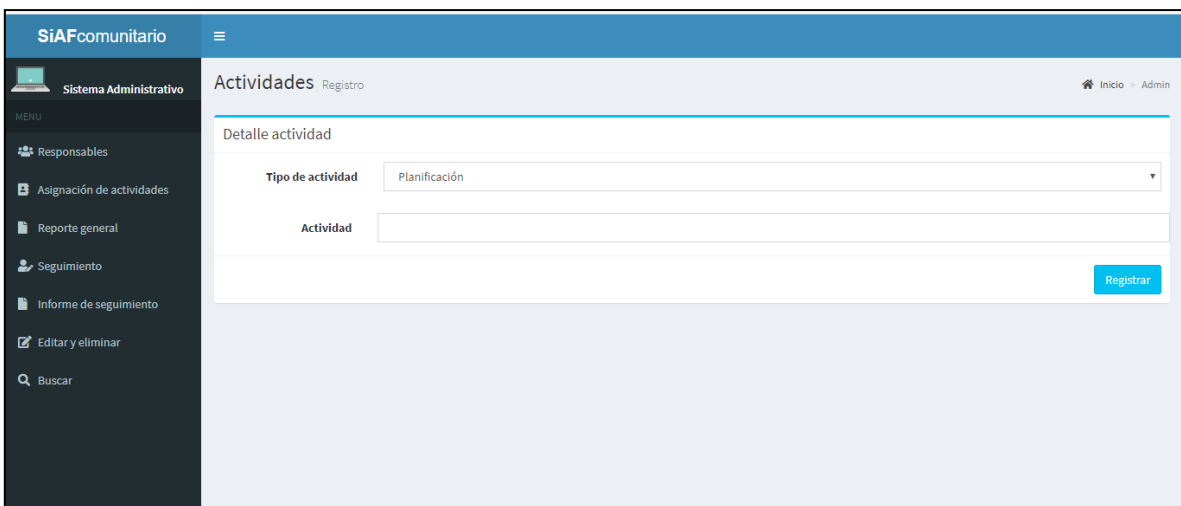 SiAFcomunitario
Sistema Administrativo
MENU
Responsables
Asignación de actividades
Reporte general
Seguimiento
Informe de seguimiento
Editar y eliminar
Buscar
Actividades Registro
Inicio > Admin
Detalle actividad
Tipo de actividad Planificación
Actividad
Registrar